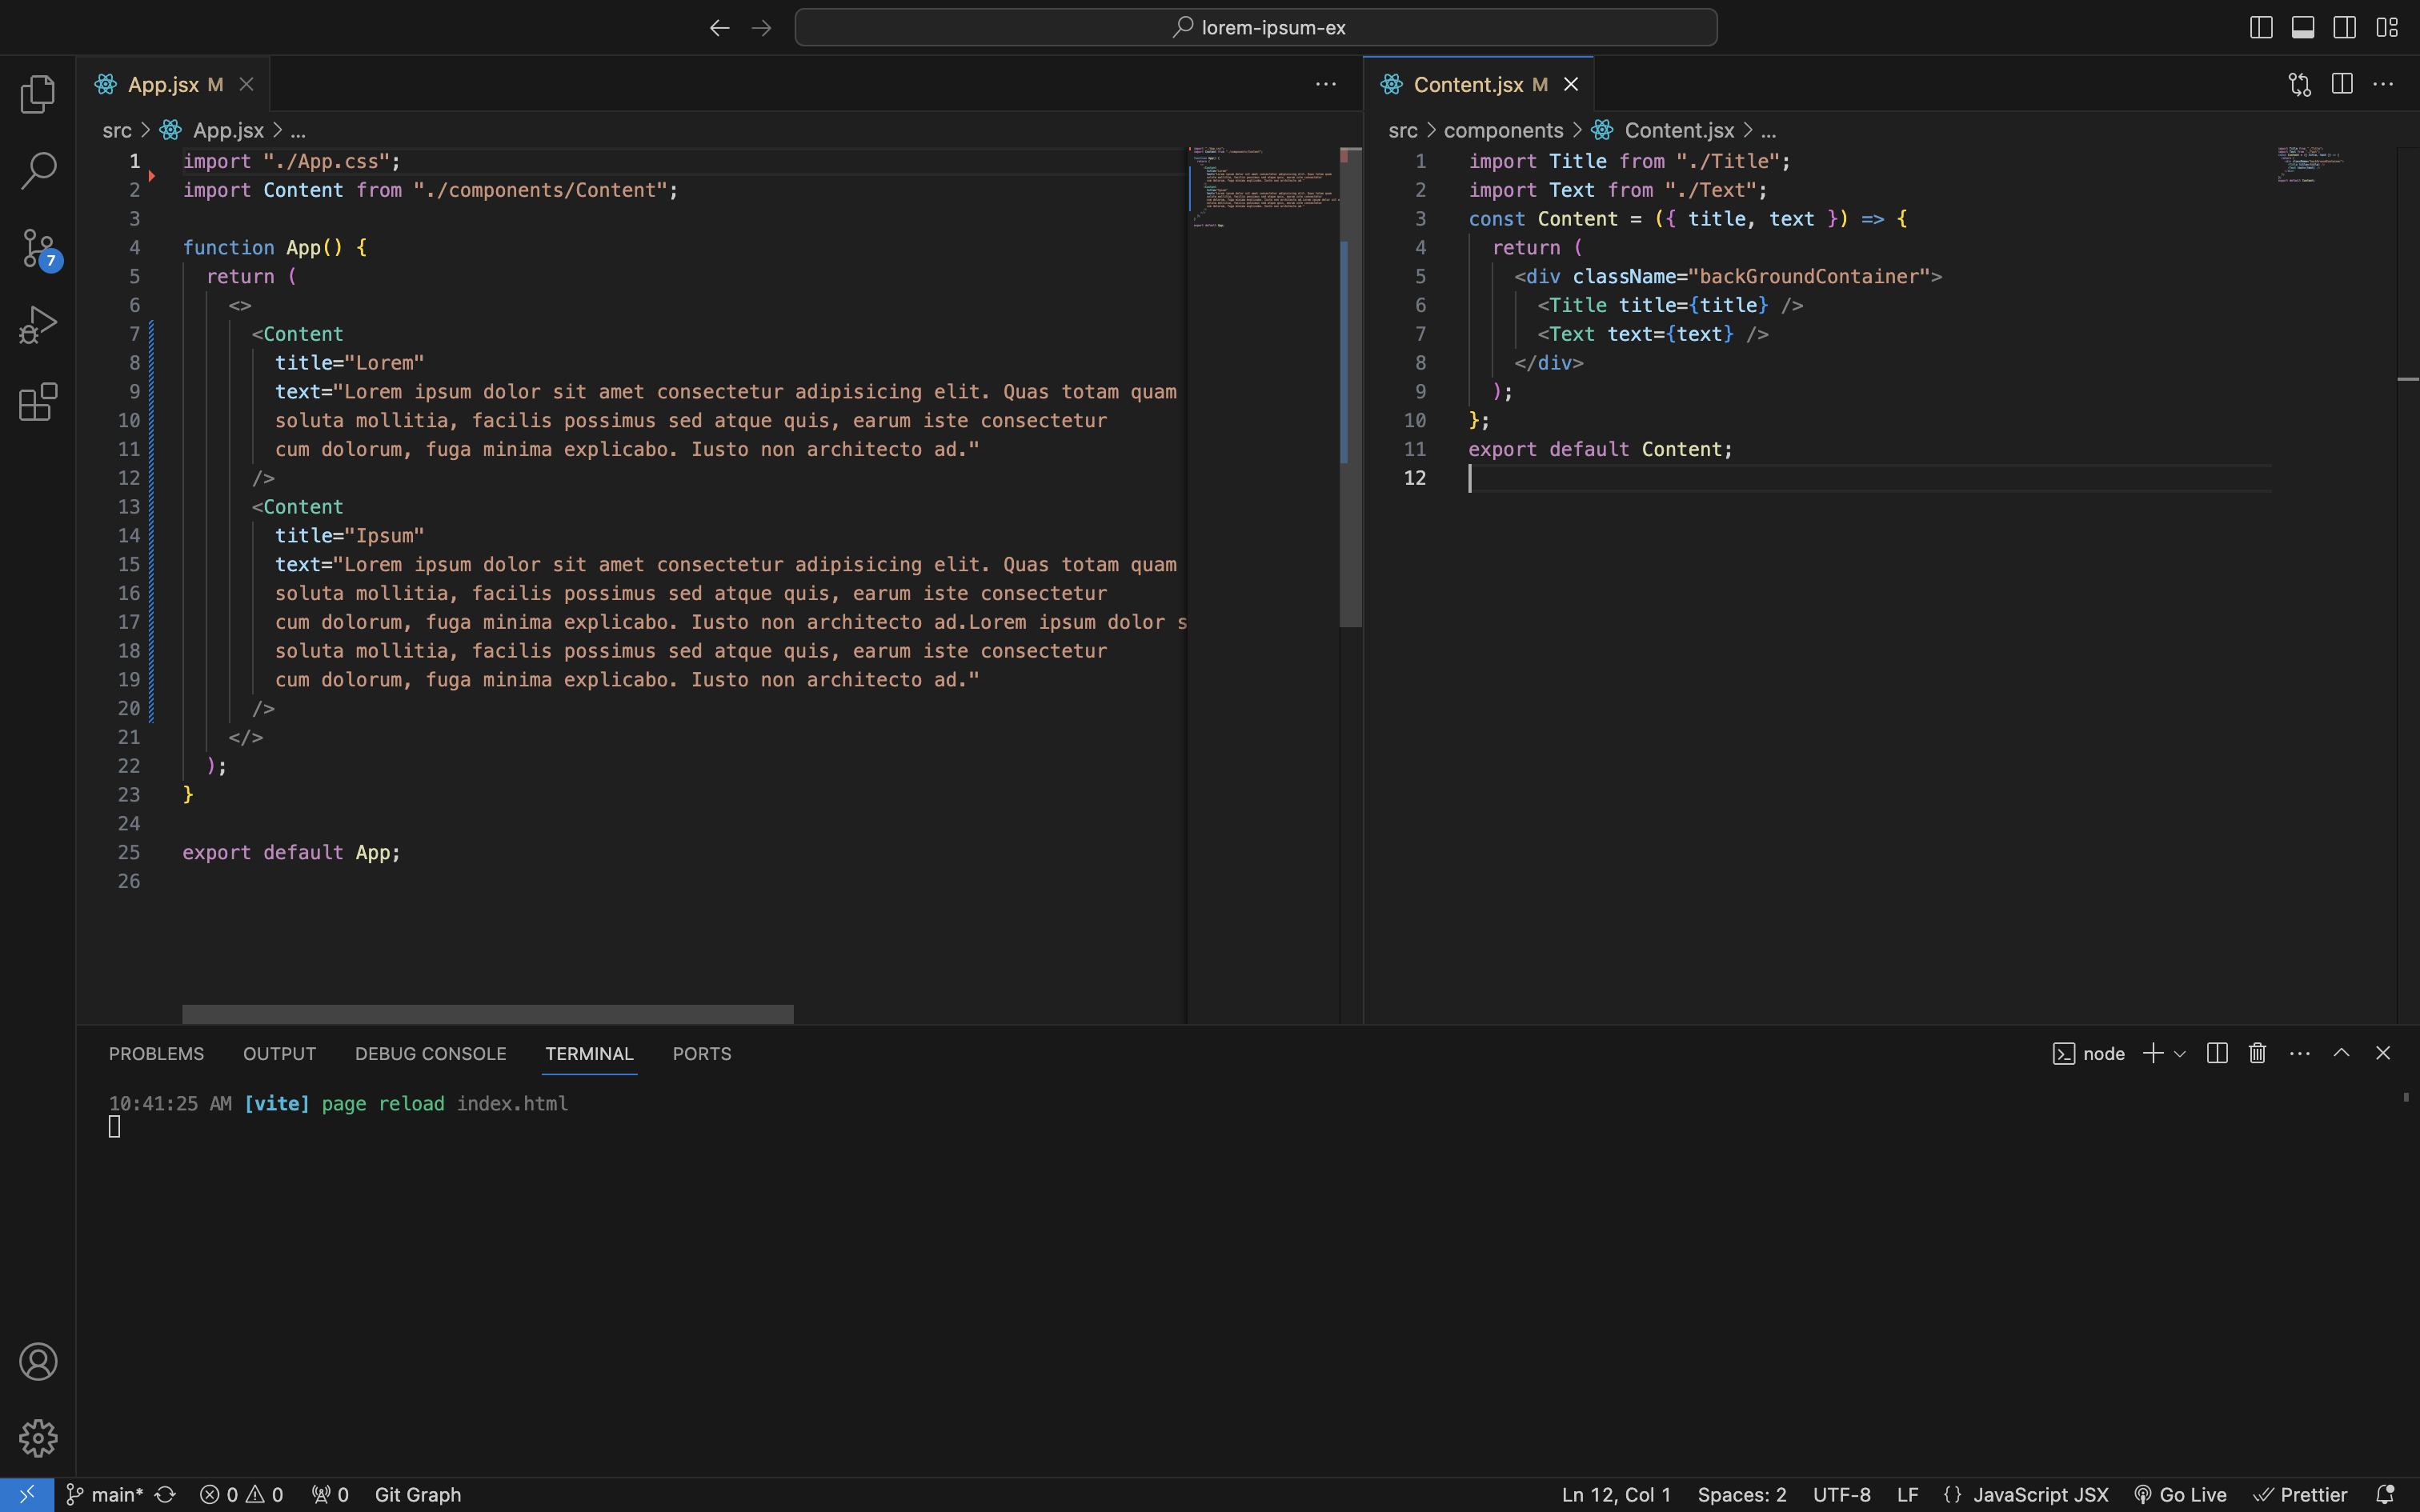 lorem-ipsum-ex
App.jsx M
src > App.jsx > ...
1 import "./App.css";
2 import Content from "./components/Content";
3
4 function App() {
5 return (
6 <>
7 <Content
8 title="Lorem"
9 text="Lorem ipsum dolor sit amet consectetur adipisicing elit. Quas totam quam
10 soluta mollitia, facilis possimus sed atque quis, earum iste consectetur
11 cum dolorum, fuga minima explicabo. Iusto non architecto ad."
12 />
13 <Content
14 title="Ipsum"
15 text="Lorem ipsum dolor sit amet consectetur adipisicing elit. Quas totam quam
16 soluta mollitia, facilis possimus sed atque quis, earum iste consectetur
17 cum dolorum, fuga minima explicabo. Iusto non architecto ad.Lorem ipsum dolor s
18 soluta mollitia, facilis possimus sed atque quis, earum iste consectetur
19 cum dolorum, fuga minima explicabo. Iusto non architecto ad."
20 />
21 </>
22 );
23 }
24
25 export default App;
26
Content.jsx M
src > components > Content.jsx > ...
1 import Title from "./Title";
2 import Text from "./Text";
3 const Content = ({ title, text }) => {
4 return (
5 <div className="backGroundContainer">
6 <Title title={title} />
7 <Text text={text} />
8 </div>
9 );
10 };
11 export default Content;
12
7
PROBLEMS OUTPUT DEBUG CONSOLE TERMINAL PORTS
node
10:41:25 AM [vite] page reload index.html
main* 0 0 0 Git Graph
Ln 12, Col 1 Spaces: 2 UTF-8 LF {} JavaScript JSX Go Live Prettier